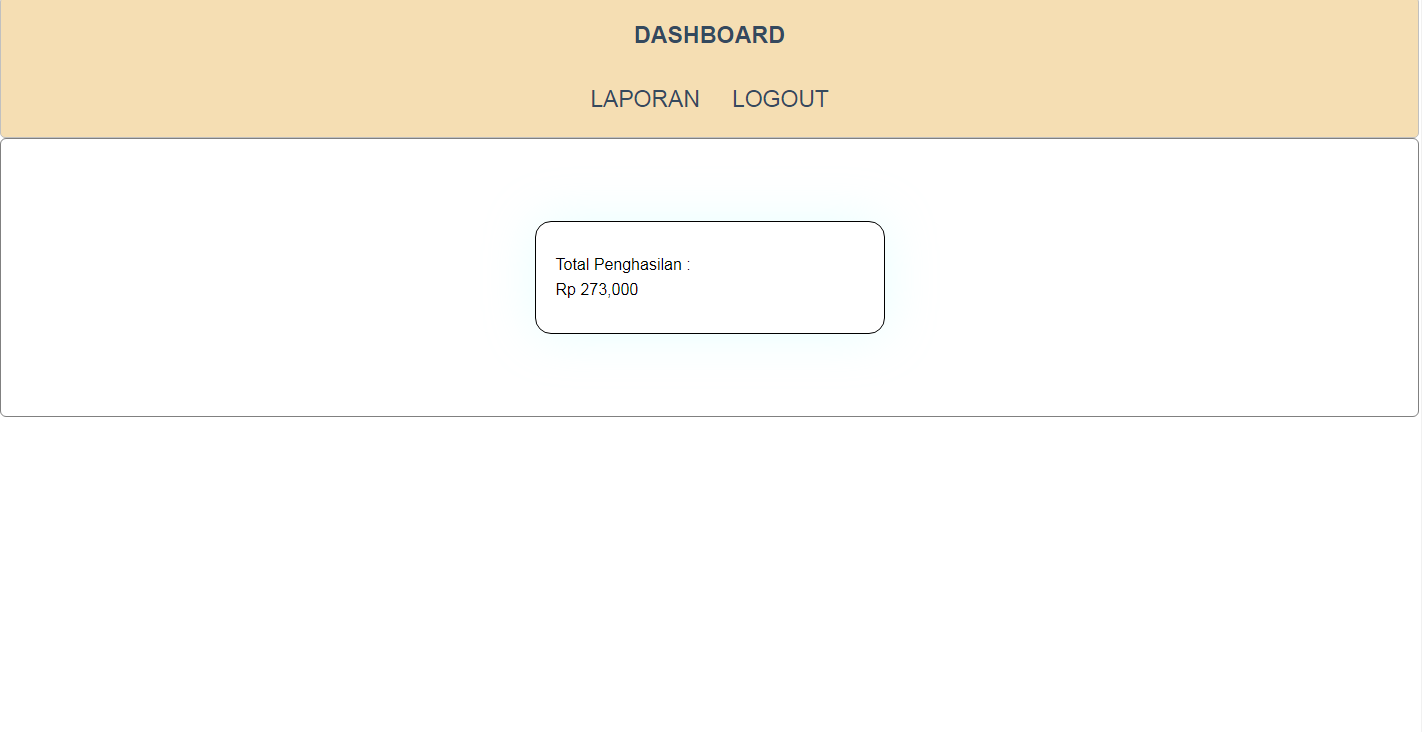 DASHBOARD
LAPORAN LOGOUT
Total Penghasilan :
Rp 273,000